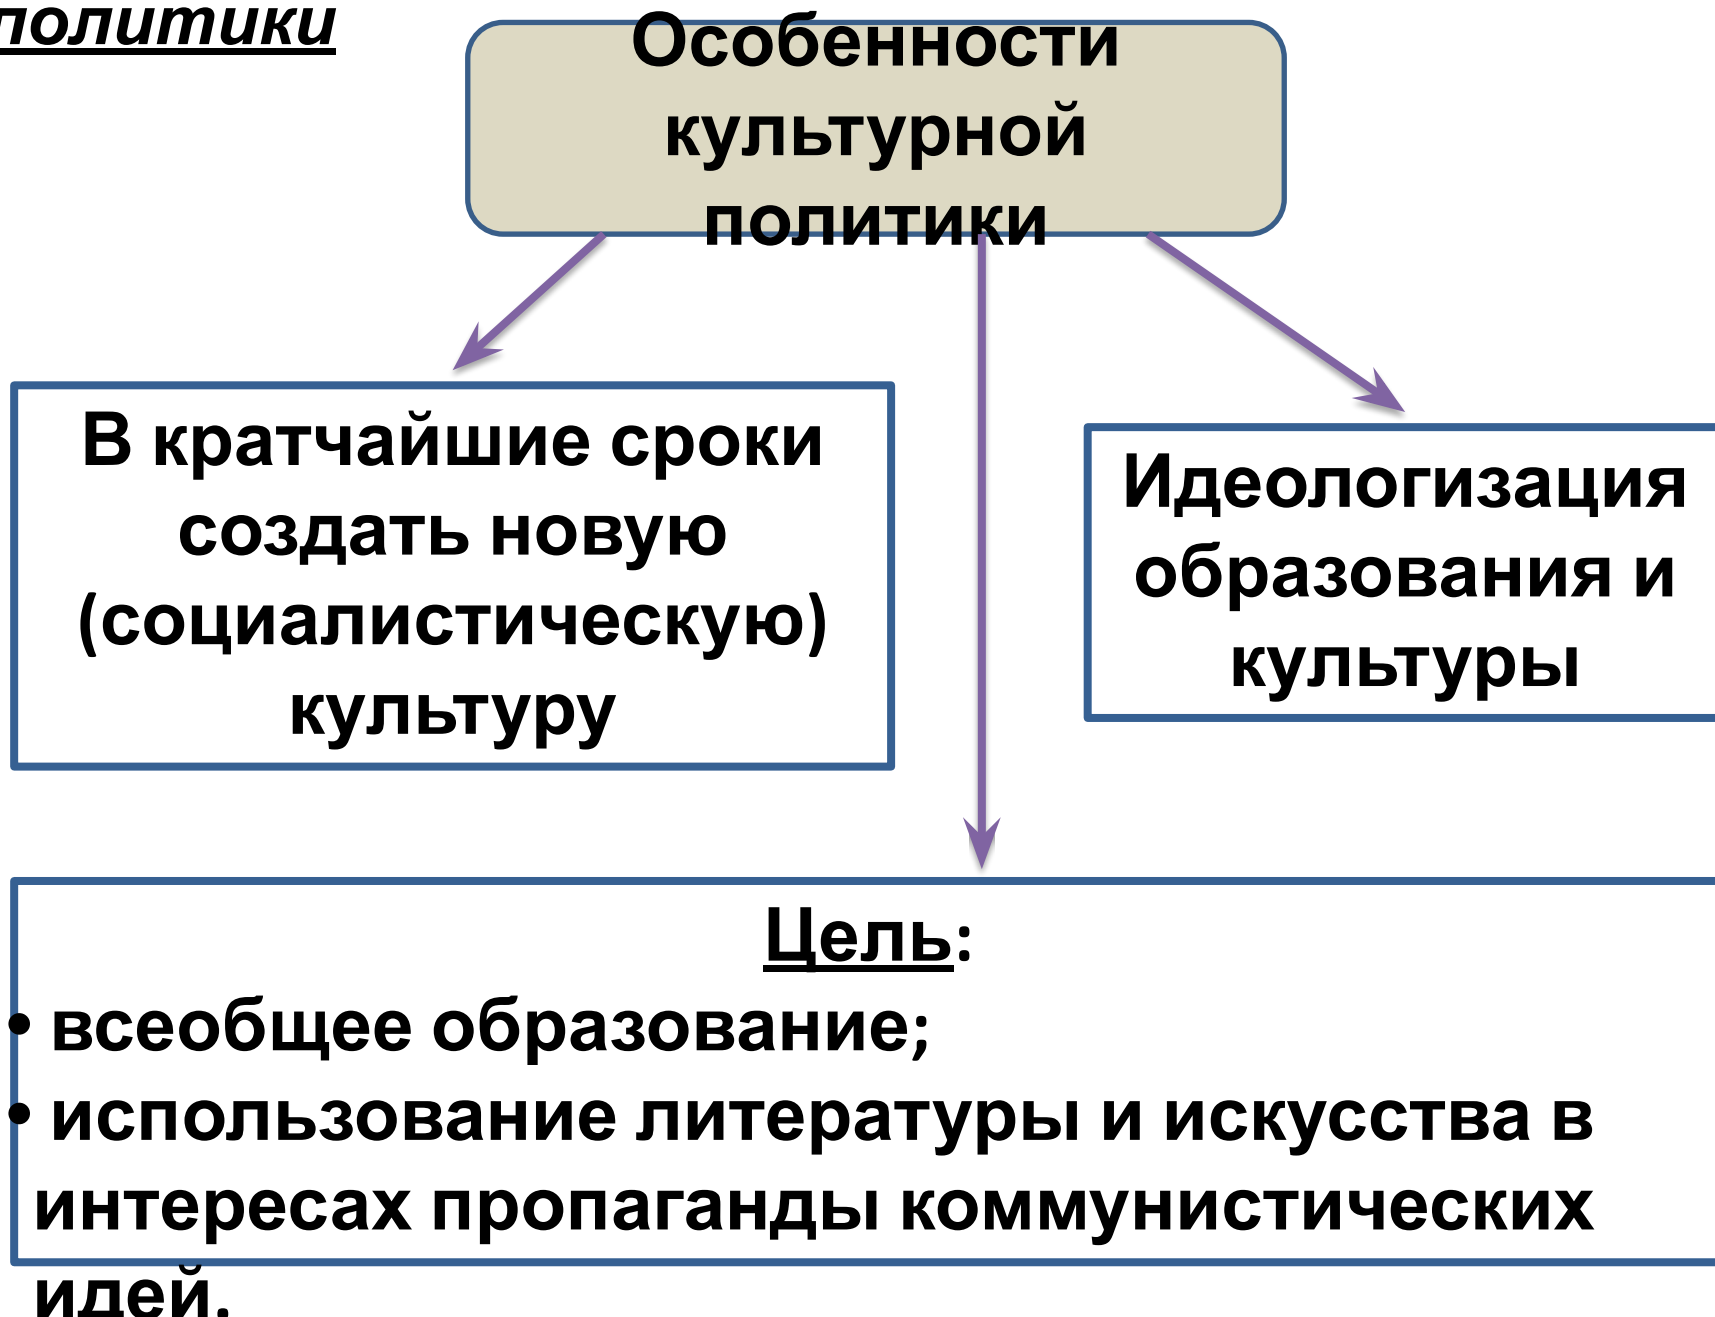 политики
Особенности
культурной
политики
В кратчайшие сроки
создать новую
(социалистическую)
культуру
Идеологизация
образования и
культуры
Цель:
• всеобщее образование;
• использование литературы и искусства в
интересах пропаганды коммунистических
идей.